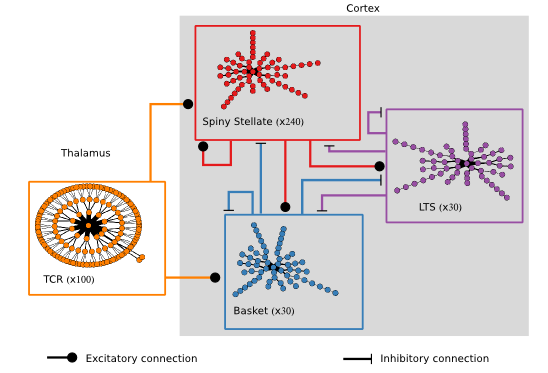 Cortex
Spiny Stellate (x240)
Thalamus
LTS (x30)
TCR (x100)
Basket (x30)
Excitatory connection
Inhibitory connection